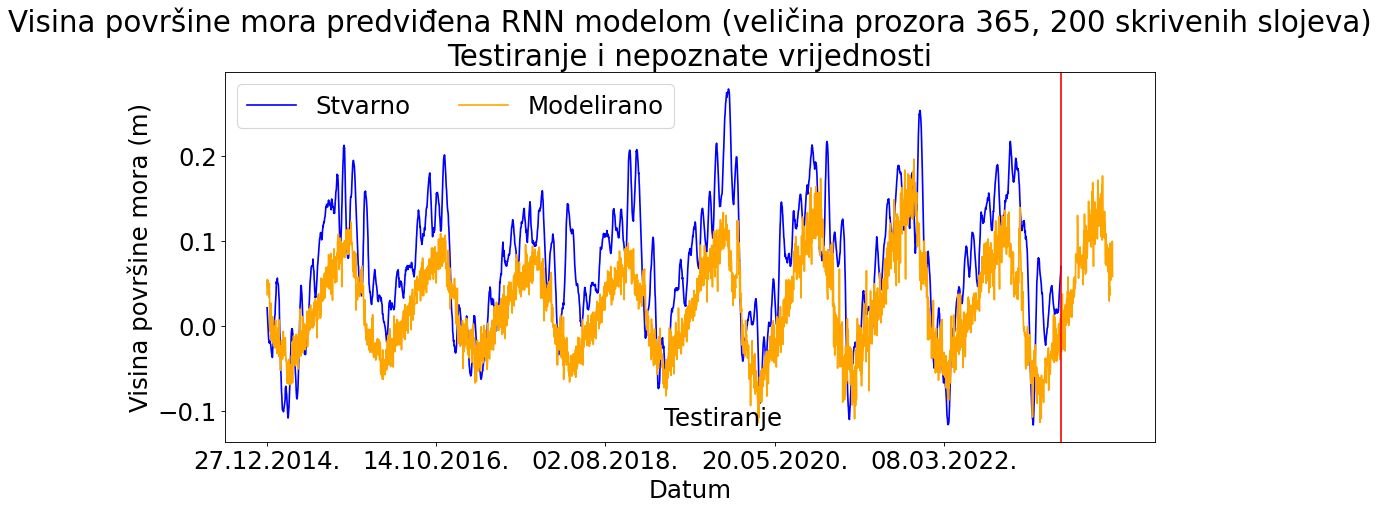 Visina površine mora predviđena RNN modelom (veličina prozora 365, 200 skrivenih slojeva)
Testiranje i nepoznate vrijednosti
Stvarno
Modelirano
Visina površine mora (m)
0.2
0.1
0.0
−0.1
Testiranje
27.12.2014.
14.10.2016.
02.08.2018.
20.05.2020.
08.03.2022.
Datum